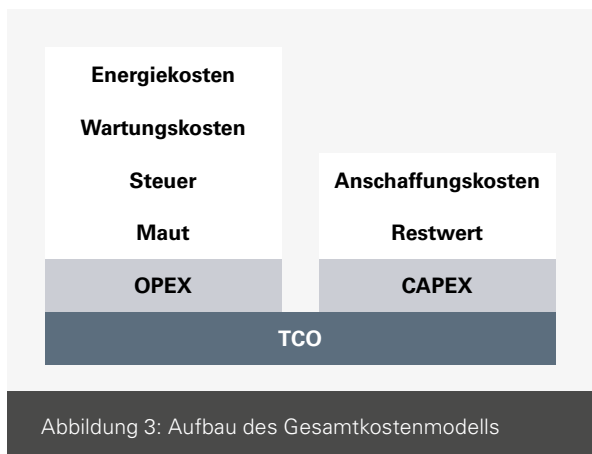 Energiekosten
Wartungskosten
Steuer
Maut
OPEX
Anschaffungskosten
Restwert
CAPEX
TCO
Abbildung 3: Aufbau des Gesamtkostenmodells